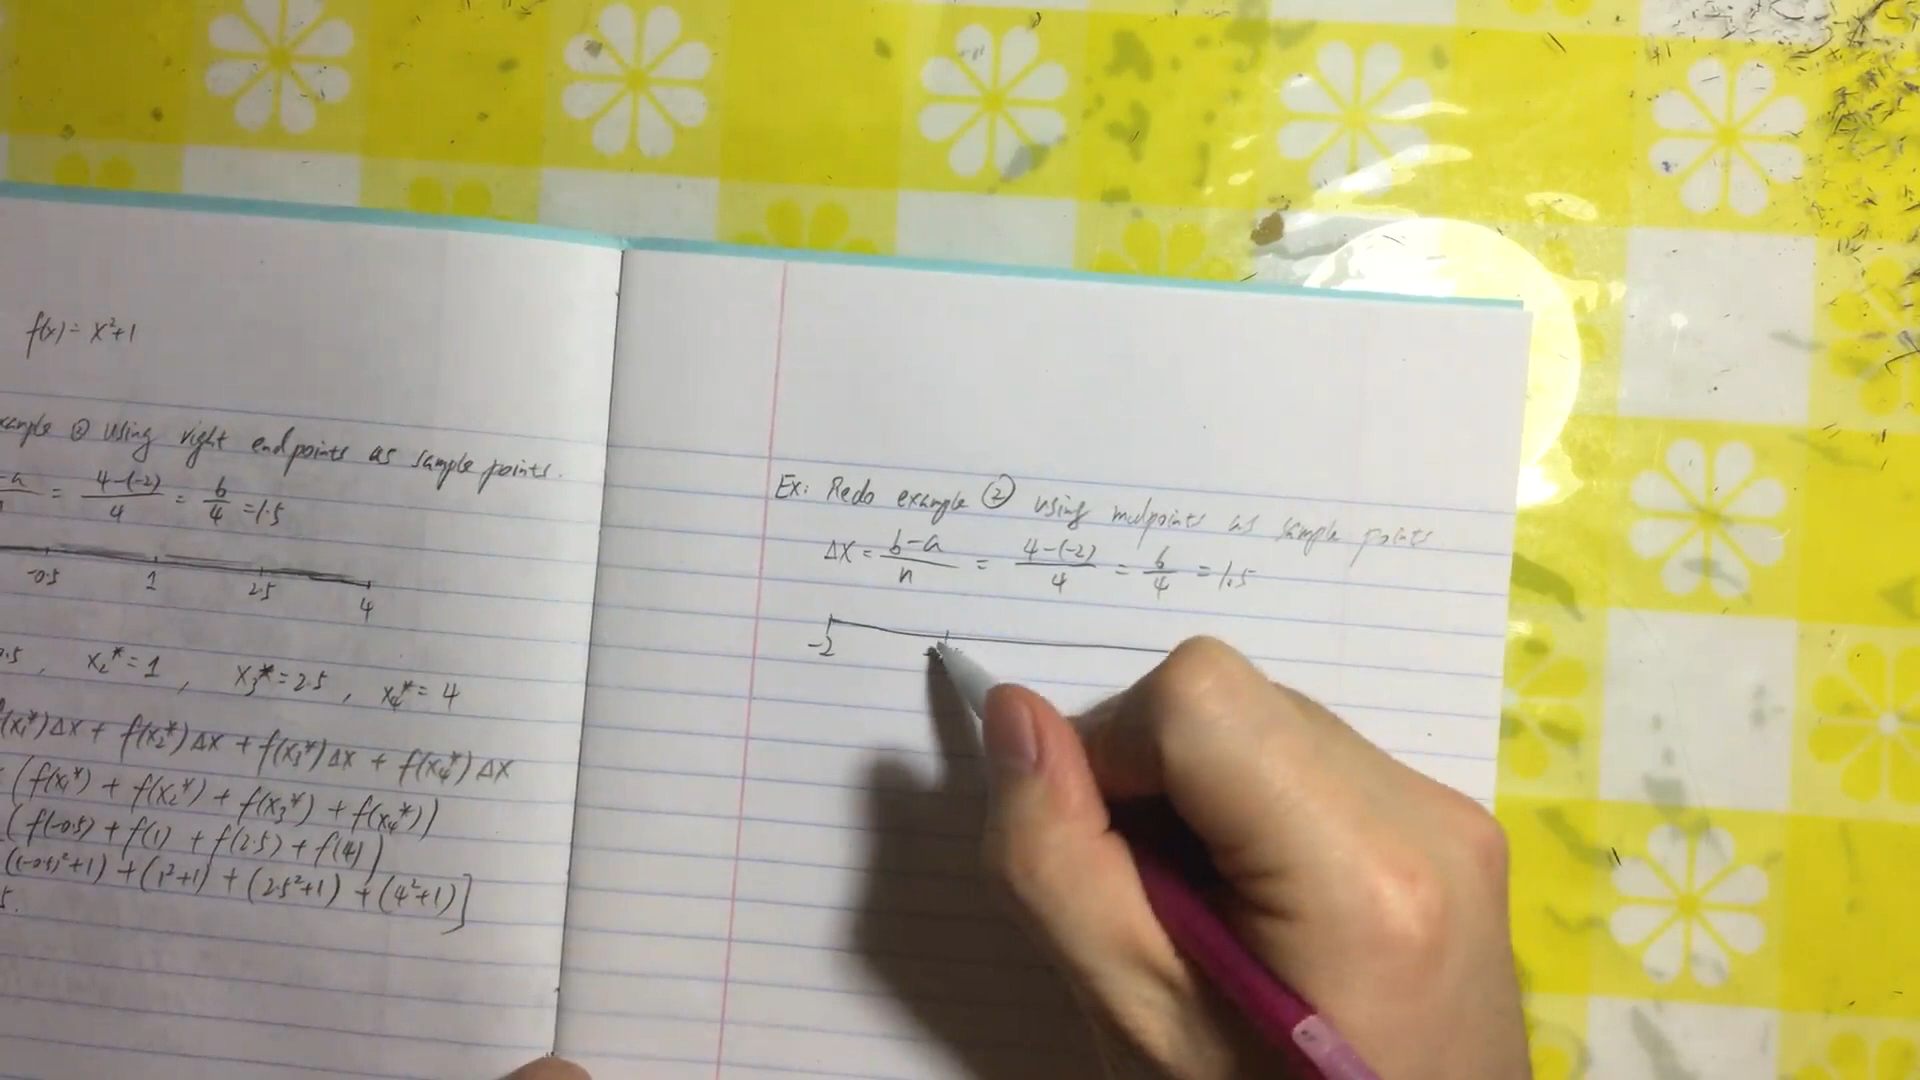 f(x) = x²+1
example ② using right endpoints as sample points.
-a/ = 4-(-2)/4 = 6/4 = 1.5
-0.5 1 2.5 4
0.5, x₂* = 1, x₃* = 2.5, x₄* = 4
f(x₁*)Δx + f(x₂*)Δx + f(x₃*)Δx + f(x₄*)Δx
(f(x₁*) + f(x₂*) + f(x₃*) + f(x₄*))
(f(-0.5) + f(1) + f(2.5) + f(4)]
((-0.5)²+1) + (1²+1) + (2.5²+1) + (4²+1)]
5.
Ex: Redo example ② using midpoints as sample points
Δx = b-a/n = 4-(-2)/4 = 6/4 = 1.5
-2